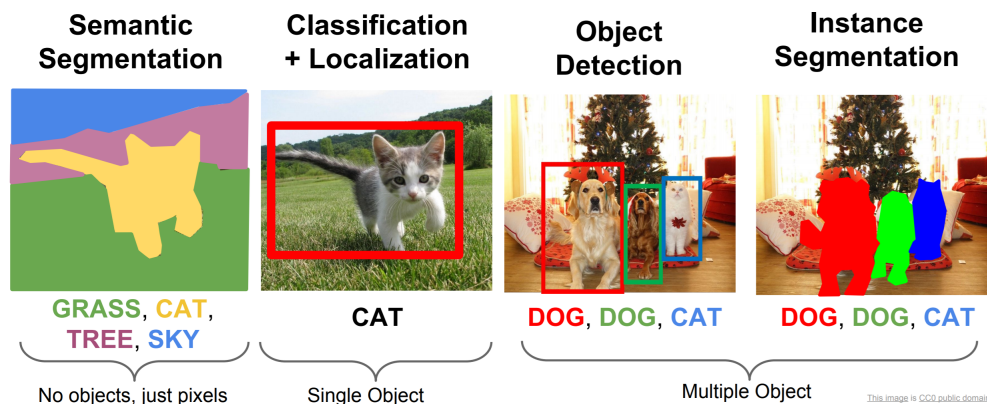 Semantic
Segmentation
Classification
+ Localization
Object
Detection
Instance
Segmentation
GRASS, CAT,
TREE, SKY
CAT
DOG, DOG, CAT
DOG, DOG, CAT
No objects, just pixels
Single Object
Multiple Object
This image is CC0 public domain